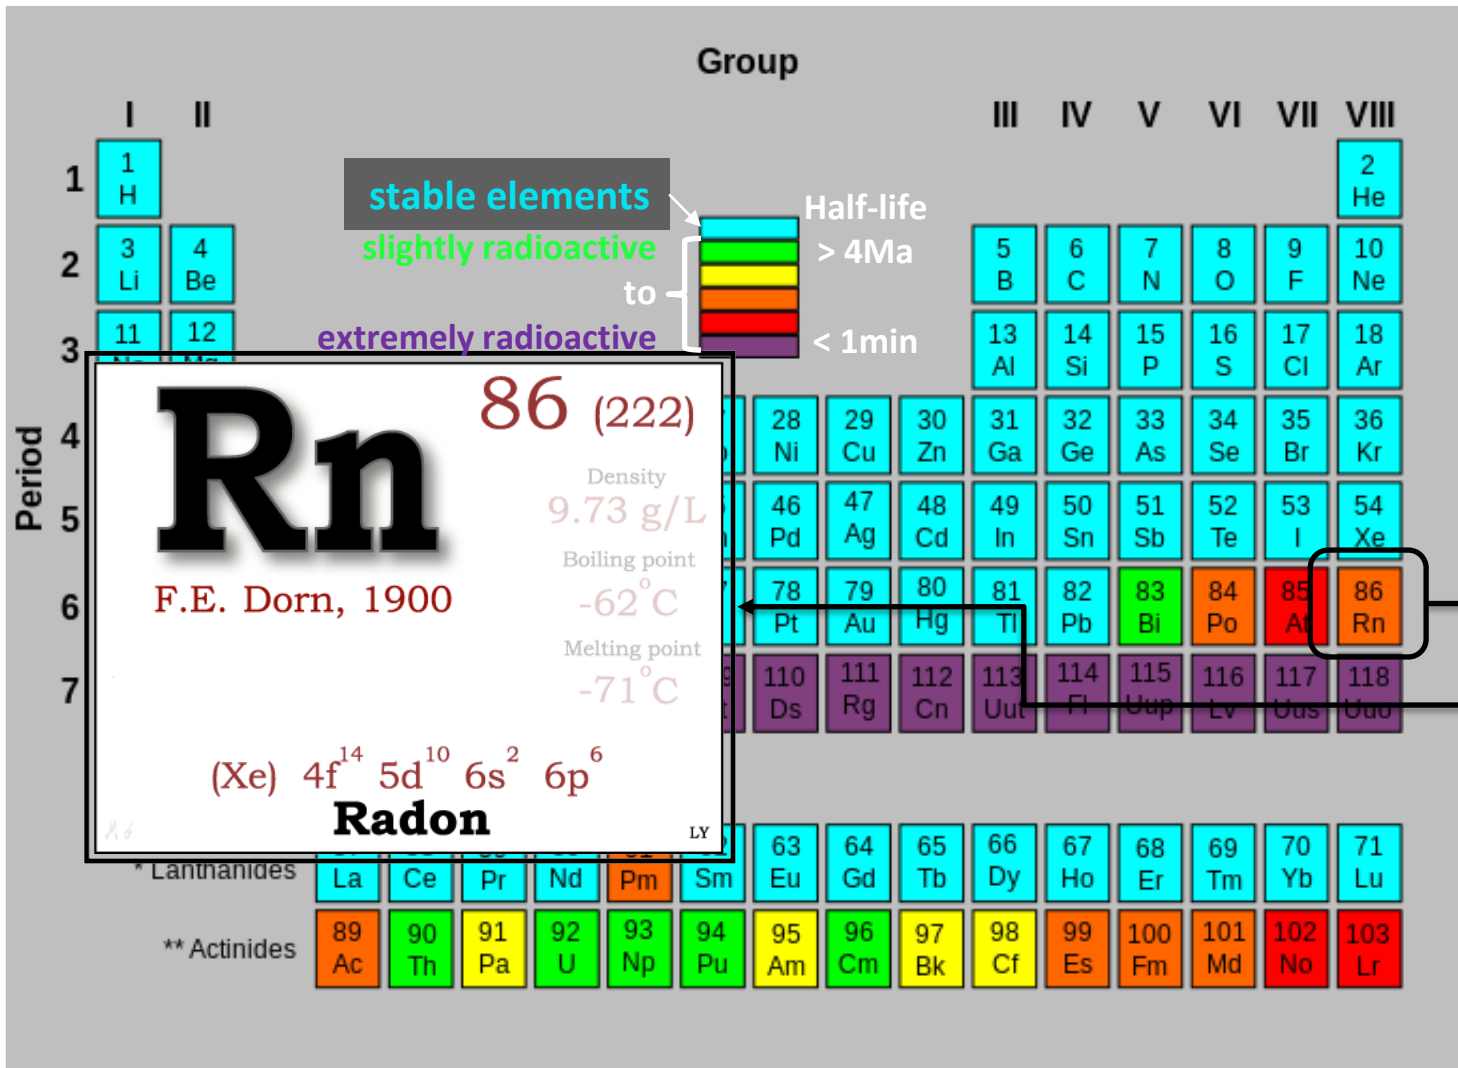 Group
I II III IV V VI VII VIII
1 1 H 2 He
stable elements
Half-life
slightly radioactive > 4Ma
to
extremely radioactive < 1min
2 3 Li 4 Be 5 B 6 C 7 N 8 O 9 F 10 Ne
3 11 12 13 Al 14 Si 15 P 16 S 17 Cl 18 Ar
Period
4 28 Ni 29 Cu 30 Zn 31 Ga 32 Ge 33 As 34 Se 35 Br 36 Kr
5 46 Pd 47 Ag 48 Cd 49 In 50 Sn 51 Sb 52 Te 53 I 54 Xe
6 78 Pt 79 Au 80 Hg 81 Tl 82 Pb 83 Bi 84 Po 85 At 86 Rn
7 110 Ds 111 Rg 112 Cn 113 Uut 114 Fl 115 Uup 116 Lv 117 Uus 118 Uuo
Rn
86 (222)
Density
9.73 g/L
Boiling point
-62°C
Melting point
-71°C
F.E. Dorn, 1900
(Xe) 4f14 5d10 6s2 6p6
Radon
LY
* Lanthanides La Ce Pr Nd Pm Sm 63 Eu 64 Gd 65 Tb 66 Dy 67 Ho 68 Er 69 Tm 70 Yb 71 Lu
** Actinides 89 Ac 90 Th 91 Pa 92 U 93 Np 94 Pu 95 Am 96 Cm 97 Bk 98 Cf 99 Es 100 Fm 101 Md 102 No 103 Lr